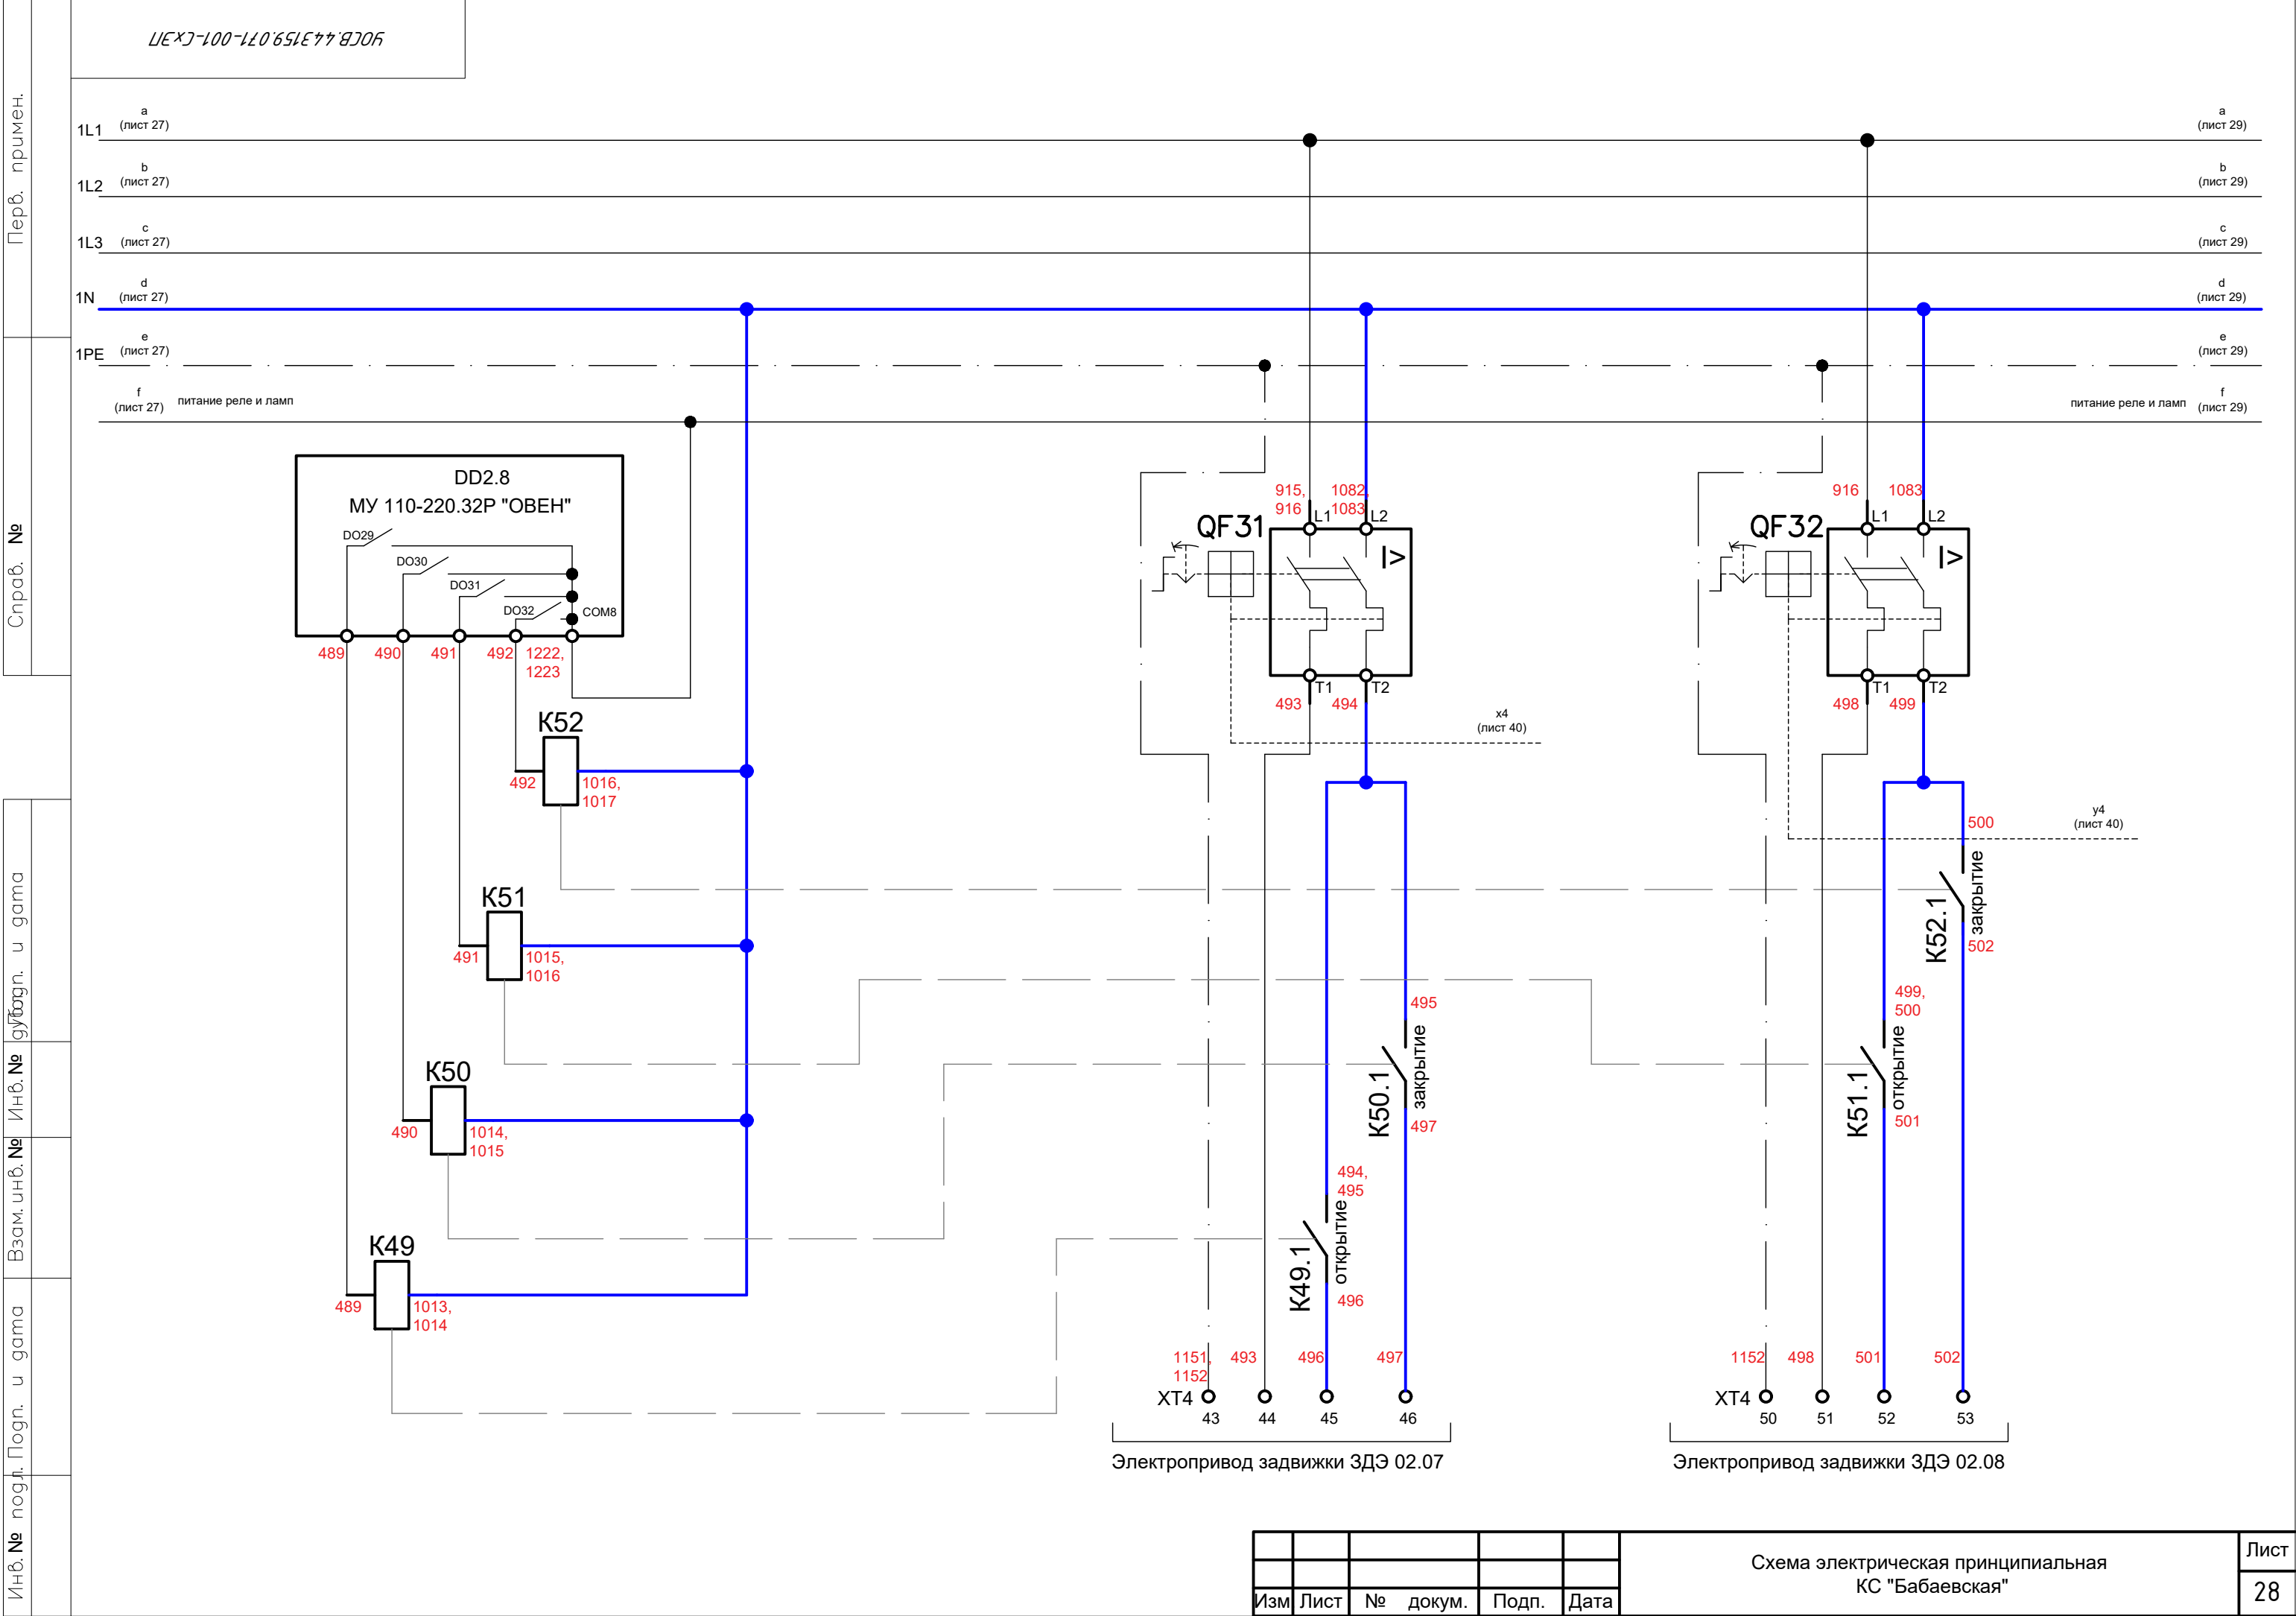 УОСВ.443159.071-001-СхЭП
Перв. примен.
Справ. №
Подп. и дата
Инв. № дубл.
Взам. инв. №
Подп. и дата
Инв. № подл.
1L1
a
(лист 27)
a
(лист 29)
1L2
b
(лист 27)
b
(лист 29)
1L3
c
(лист 27)
c
(лист 29)
1N
d
(лист 27)
d
(лист 29)
1PE
e
(лист 27)
e
(лист 29)
f
(лист 27)
питание реле и ламп
питание реле и ламп
f
(лист 29)
DD2.8
МУ 110-220.32Р "ОВЕН"
DO29
DO30
DO31
DO32
COM8
489
490
491
492
1222,
1223
K52
492
1016,
1017
K51
491
1015,
1016
K50
490
1014,
1015
K49
489
1013,
1014
915,
916
1082,
1083
L1
L2
QF31
I>
T1
T2
493
494
x4
(лист 40)
495
K50.1
закрытие
497
494,
495
K49.1
открытие
496
1151,
1152
493
496
497
XT4
43
44
45
46
Электропривод задвижки ЗДЭ 02.07
916
1083
L1
L2
QF32
I>
T1
T2
498
499
y4
(лист 40)
500
K52.1
закрытие
502
499,
500
K51.1
открытие
501
1152
498
501
502
XT4
50
51
52
53
Электропривод задвижки ЗДЭ 02.08
Изм
Лист
№ докум.
Подп.
Дата
Схема электрическая принципиальная
КС "Бабаевская"
Лист
28